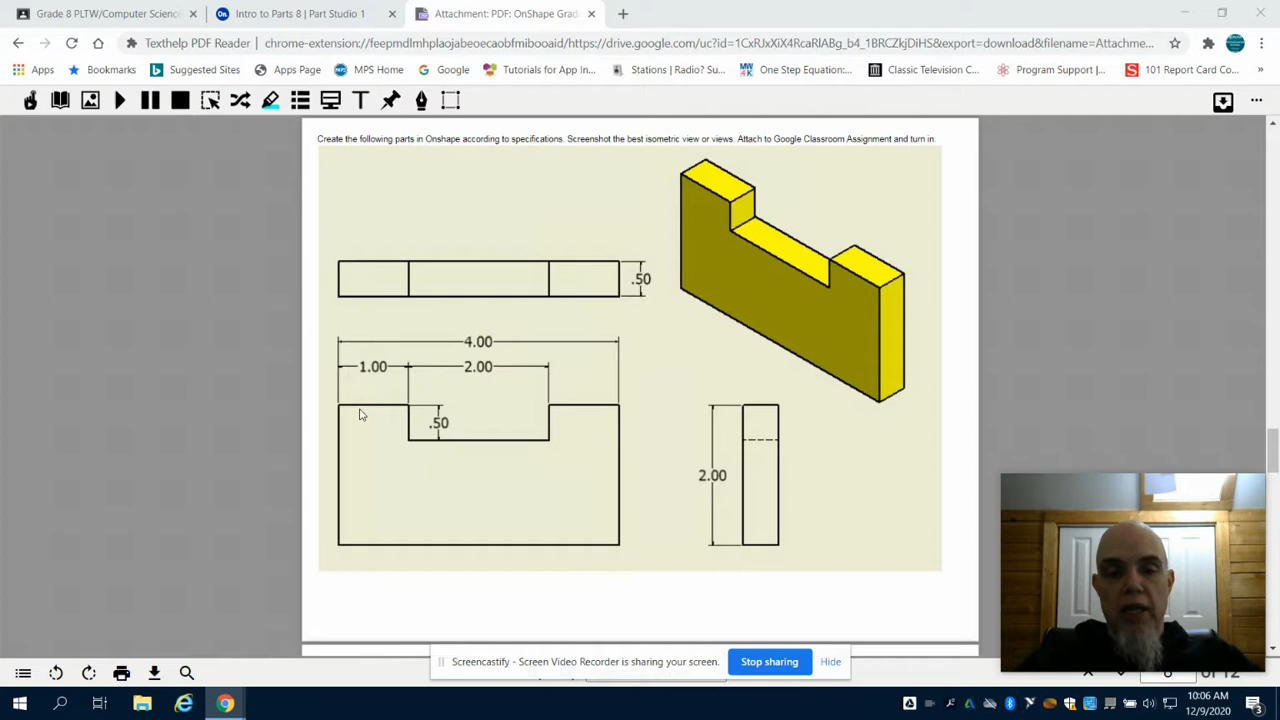 Grade 8 PLTW/Computer Science
Intro to Parts 8 | Part Studio 1
Attachment: PDF: OnShape Grad
Texthelp PDF Reader | chrome-extension://feepmdlmhplaojabeoecaobfmibooaid/https://drive.google.com/uc?id=1CxRJxXiX4RcaRlABg_b4_1BRCZkjDiHS&export=download&filename=Attachme...
Apps Bookmarks Suggested Sites Apps Page MPS Home Google Tutorials for App In... Stations | Radio? Su... One Step Equation:... Classic Television C... Program Support |... 101 Report Card Co...
Create the following parts in Onshape according to specifications. Screenshot the best isometric view or views. Attach to Google Classroom Assignment and turn in.
.50
4.00
1.00 2.00
.50
2.00
Screencastify - Screen Video Recorder is sharing your screen. Stop sharing Hide
8 of 12
10:06 AM
12/9/2020
3